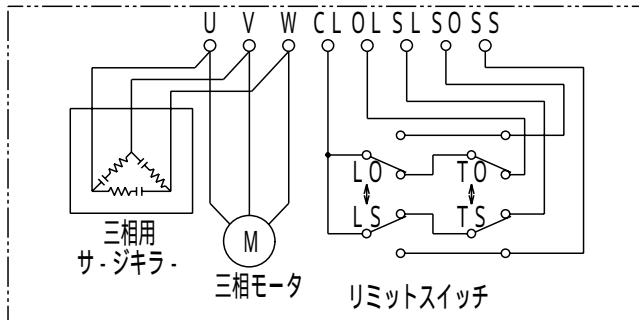 U V W CL OL SL SO SS
LO TO
LS TS
M
三相用
サ-ジキラ-
三相モータ
リミットスイッチ